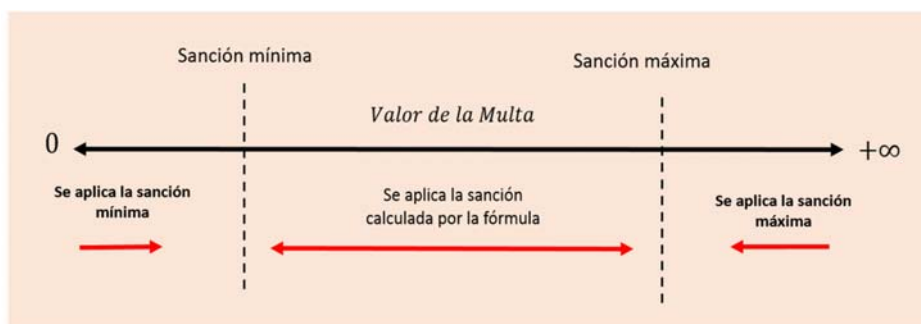 Sanción mínima
Sanción máxima
Valor de la Multa
0
+∞
Se aplica la sanción
mínima
Se aplica la sanción
calculada por la fórmula
Se aplica la sanción
máxima